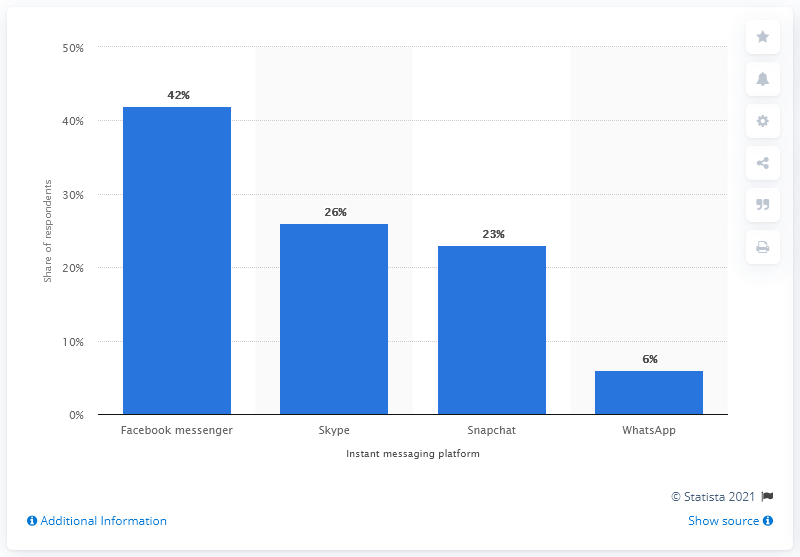 50%
40%
30%
20%
10%
0%
Share of respondents
42%
26%
23%
6%
Facebook messenger
Skype
Snapchat
WhatsApp
Instant messaging platform
© Statista 2021
Additional Information
Show source